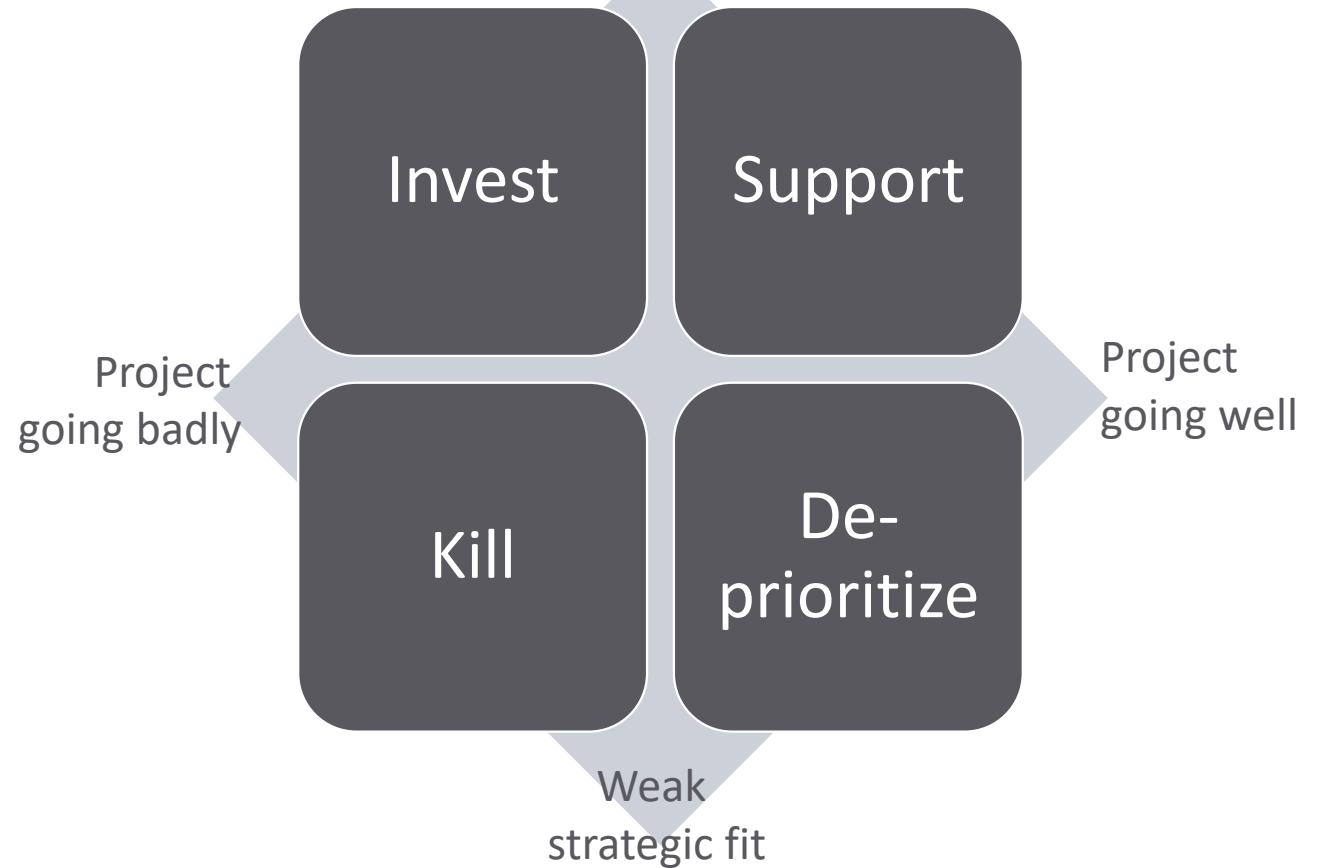 Invest
Support
Project
going badly
Project
going well
Kill
De-
prioritize
Weak
strategic fit